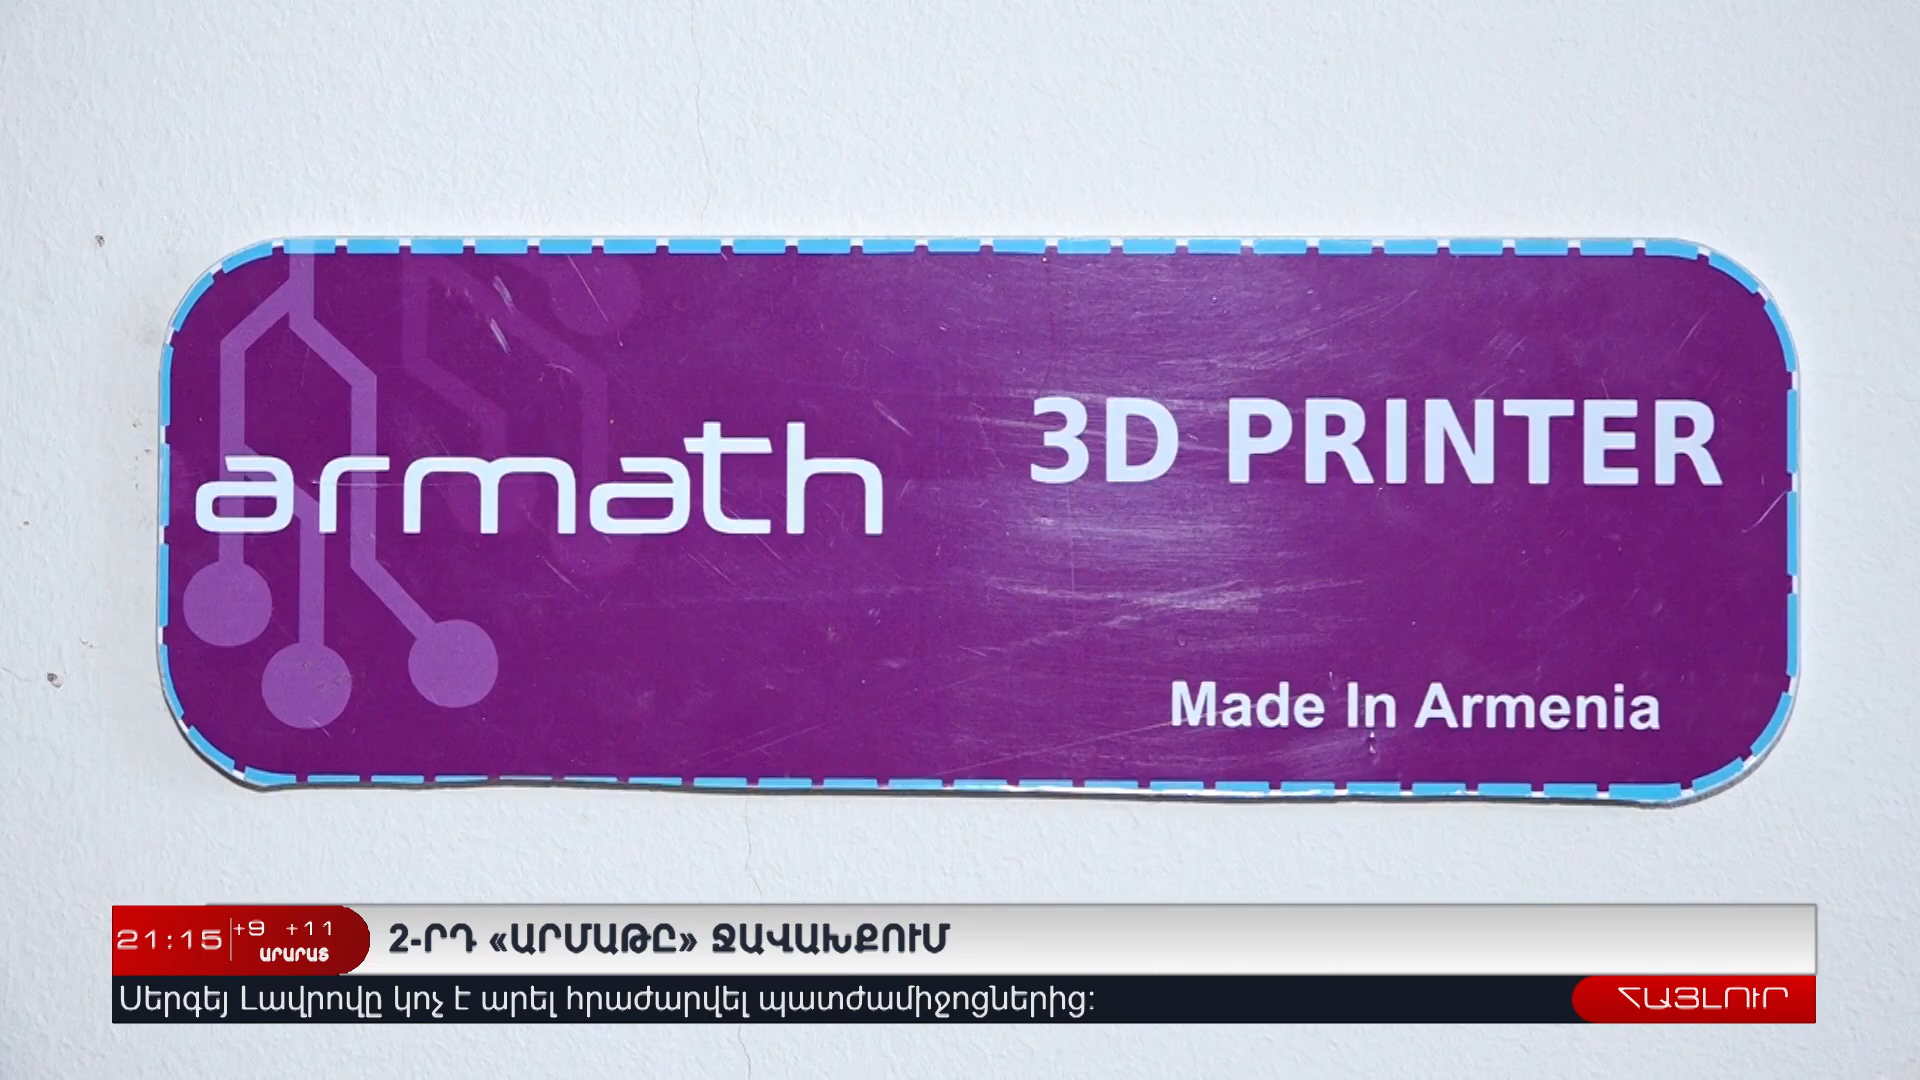 armath
3D PRINTER
Made In Armenia
21:15
+9 +11
ԱՐԱՐԱՏ
2-ՐԴ «ԱՐՄԱԹԸ» ՋԱՎԱԽՔՈՒՄ
Սերգեյ Լավրովը կոչ է արել հրաժարվել պատժամիջոցներից:
ՀԱՅԼՈՒՐ